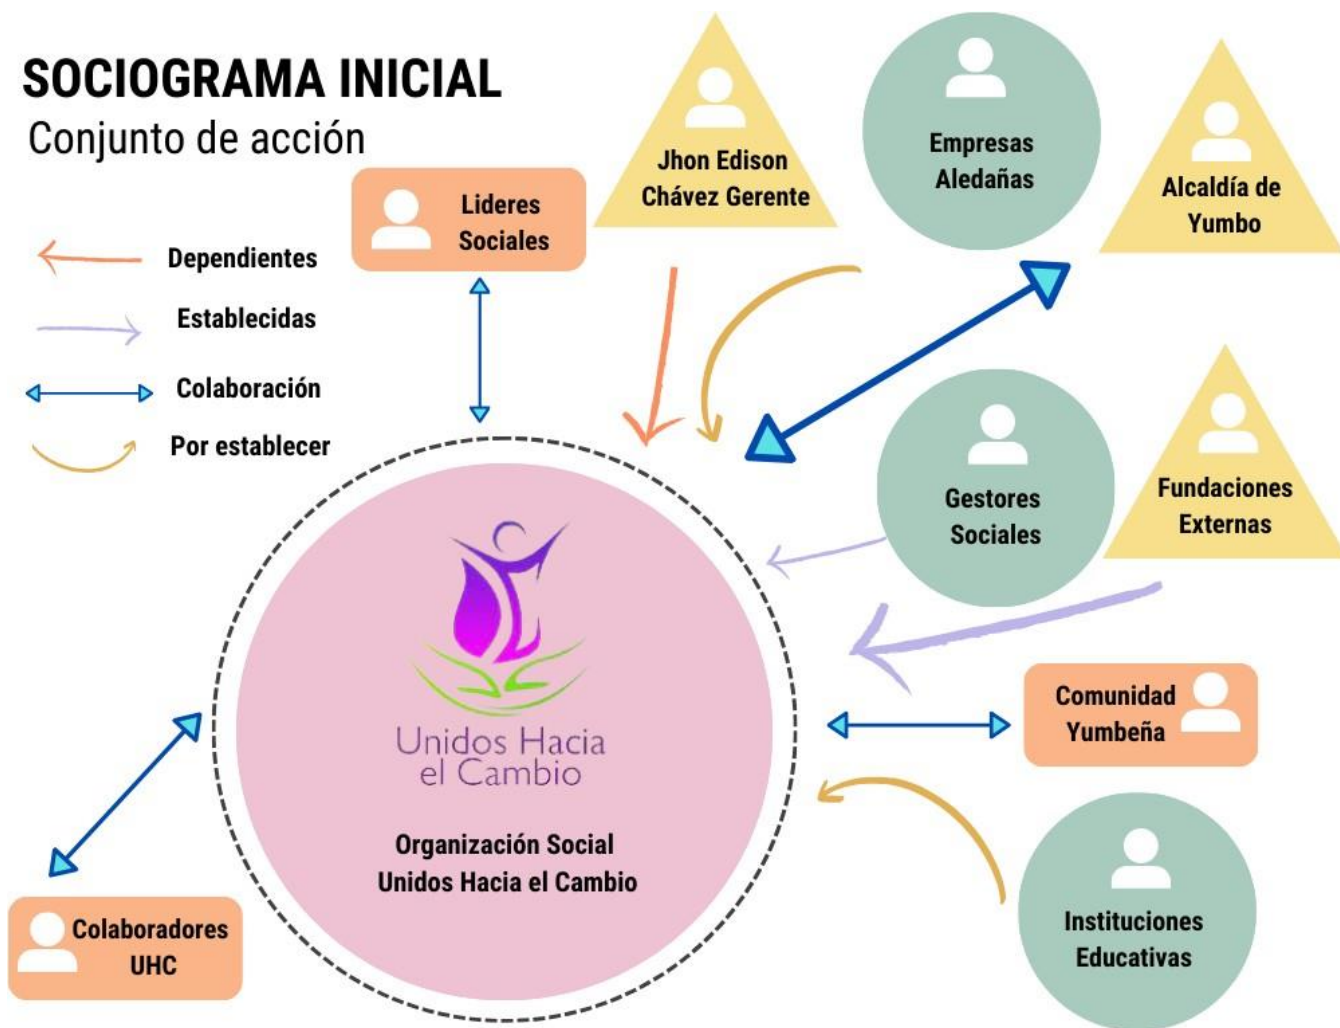 SOCIOGRAMA INICIAL
Conjunto de acción
Dependientes
Establecidas
Colaboración
Por establecer
Lideres
Sociales
Jhon Edison
Chávez Gerente
Empresas
Aledañas
Alcaldía de
Yumbo
Gestores
Sociales
Fundaciones
Externas
Comunidad
Yumbeña
Instituciones
Educativas
Unidos Hacia
el Cambio
Organización Social
Unidos Hacia el Cambio
Colaboradores
UHC